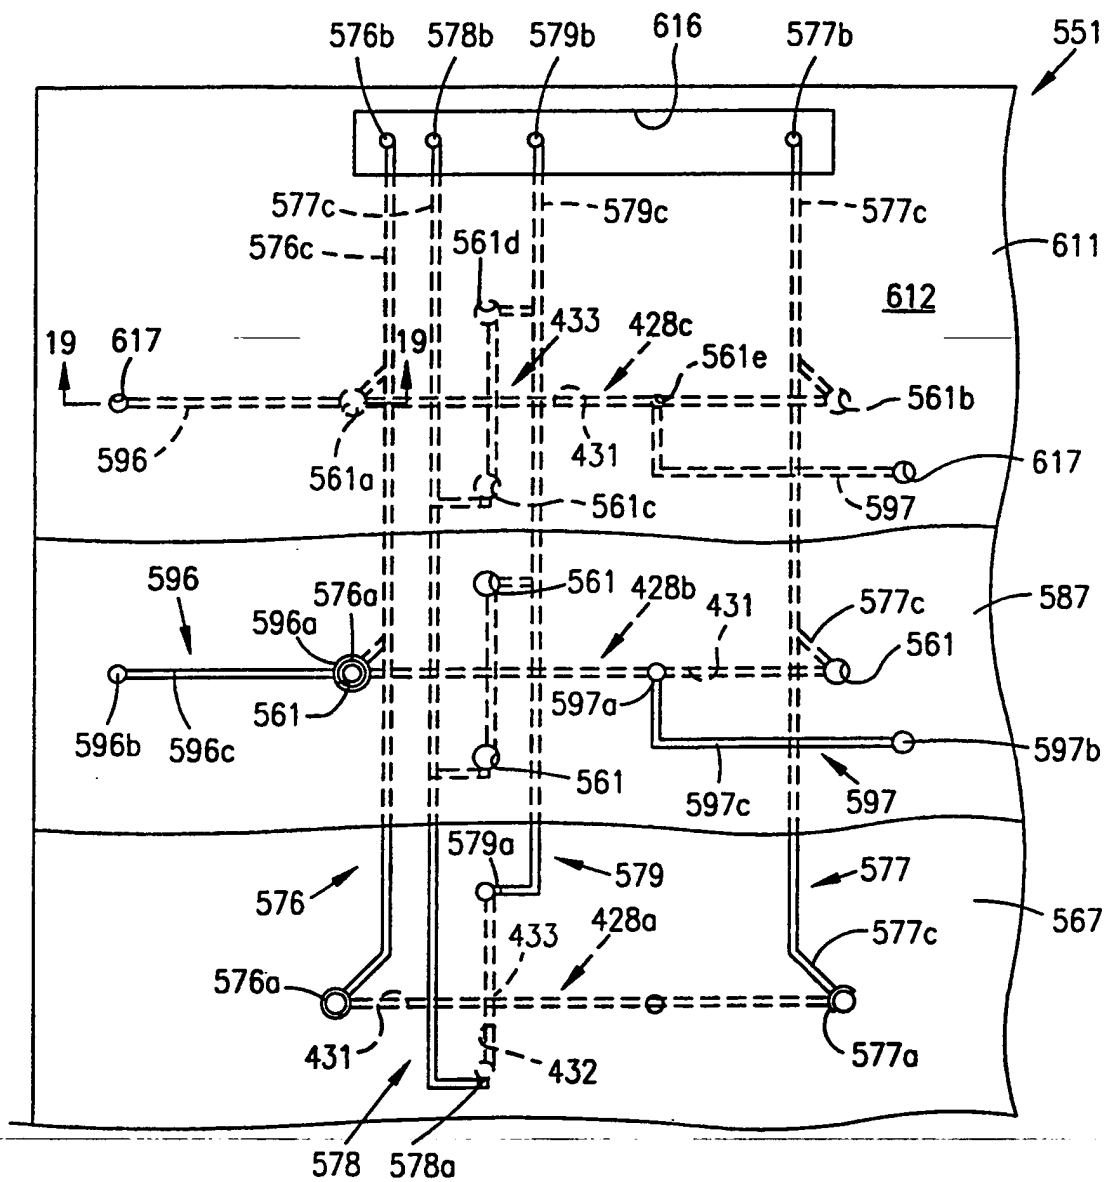 576b 578b 579b 616 577b 551
577c 579c 577c
576c 561d 611
612
19 617 19 433 428c 561e
561b
596 561a 431 617
561c 597
596 576a 561 428b 431 577c 587
596a 561
561 597a
596b 596c 561 597c 597 597b
579a
576 579 577 567
433 428a 577c
576a
431 432 577a
578 578a